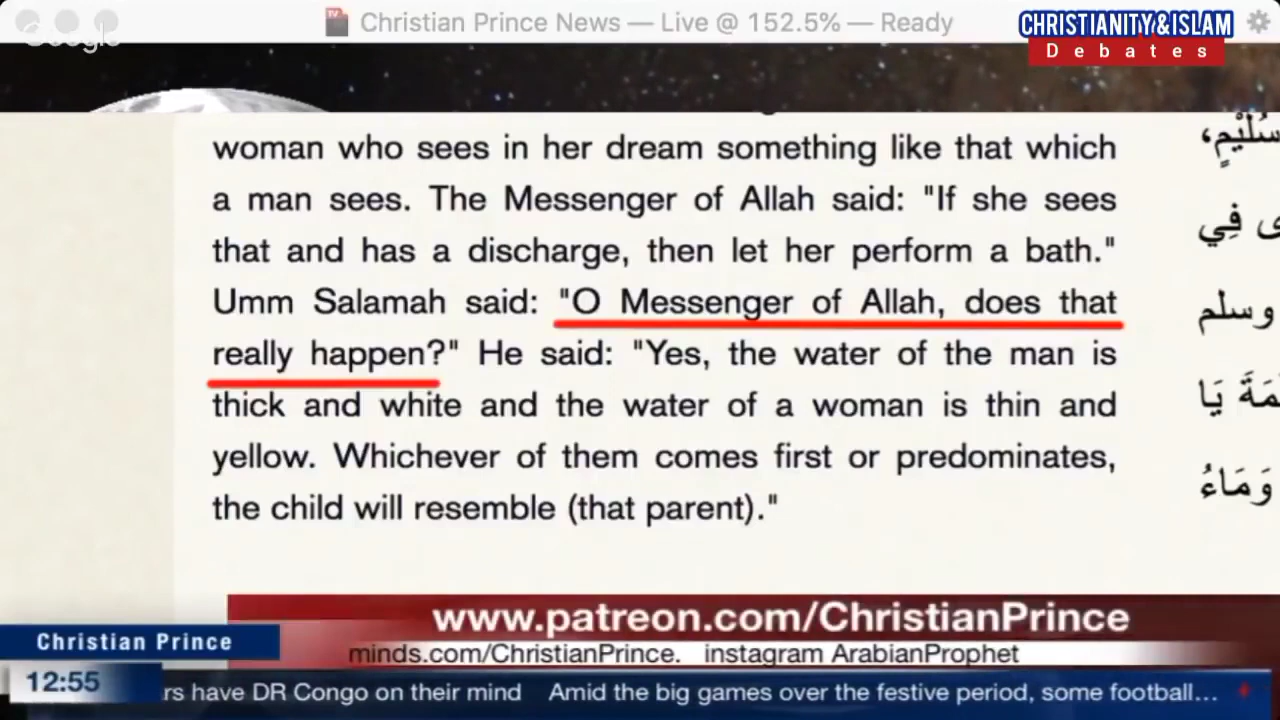 Christian Prince News — Live @ 152.5% — Ready
CHRISTIANITY & ISLAM
Debates
Google
woman who sees in her dream something like that which
a man sees. The Messenger of Allah said: "If she sees
that and has a discharge, then let her perform a bath."
Umm Salamah said: "O Messenger of Allah, does that
really happen?" He said: "Yes, the water of the man is
thick and white and the water of a woman is thin and
yellow. Whichever of them comes first or predominates,
the child will resemble (that parent)."
فِي
وسلم
يَا
وَمَاءُ
www.patreon.com/ChristianPrince
Christian Prince
minds.com/ChristianPrince. instagram ArabianProphet
12:55
rs have DR Congo on their mind Amid the big games over the festive period, some football...